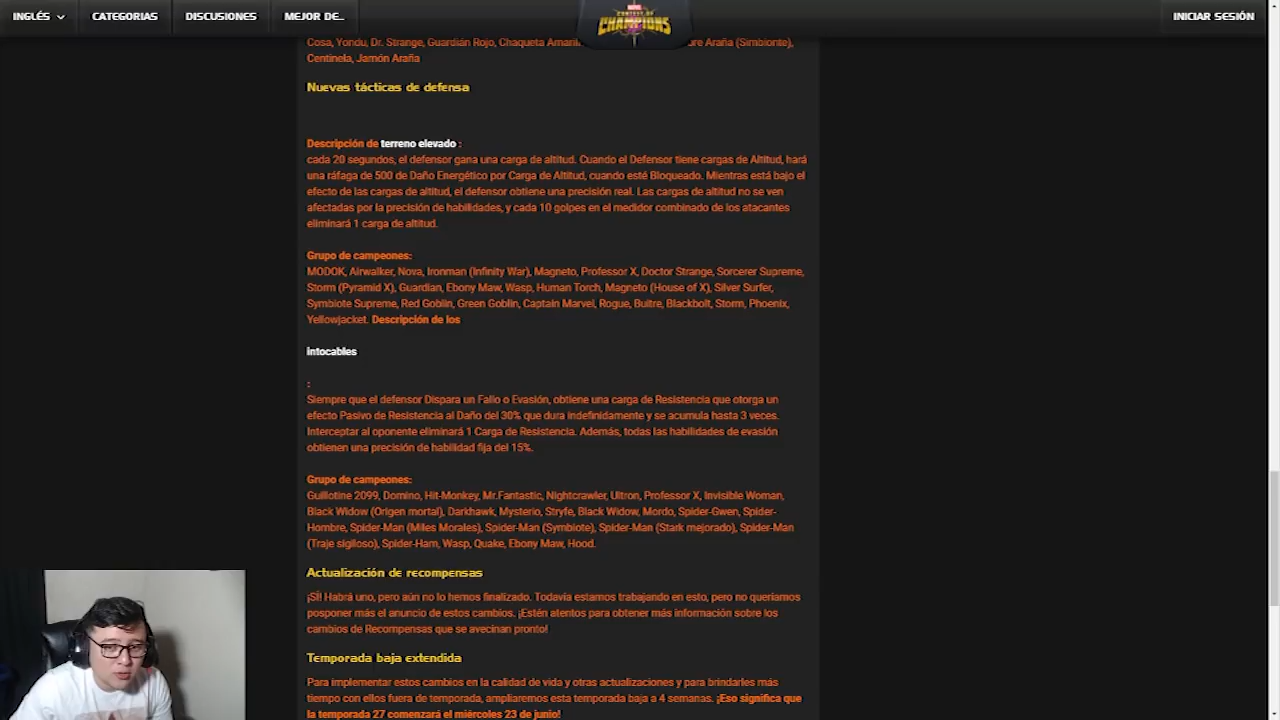 INGLÉS
CATEGORÍAS
DISCUSIONES
MEJOR DE...
MARVEL
CONTEST OF
CHAMPIONS
INICIAR SESIÓN
Cosa, Yondu, Dr. Strange, Guardián Rojo, Chaqueta Amaril re Araña (Simbionte),
Centinela, Jamón Araña
Nuevas tácticas de defensa
Descripción de terreno elevado :
cada 20 segundos, el defensor gana una carga de altitud. Cuando el Defensor tiene cargas de Altitud, hará
una ráfaga de 500 de Daño Energético por Carga de Altitud, cuando esté Bloqueado. Mientras está bajo el
efecto de las cargas de altitud, el defensor obtiene una precisión real. Las cargas de altitud no se ven
afectadas por la precisión de habilidades, y cada 10 golpes en el medidor combinado de los atacantes
eliminará 1 carga de altitud.
Grupo de campeones:
MODOK, Airwalker, Nova, Ironman (Infinity War), Magneto, Professor X, Doctor Strange, Sorcerer Supreme,
Storm (Pyramid X), Guardian, Ebony Maw, Wasp, Human Torch, Magneto (House of X), Silver Surfer,
Symbiote Supreme, Red Goblin, Green Goblin, Captain Marvel, Rogue, Buitre, Blackbolt, Storm, Phoenix,
Yellowjacket. Descripción de los
intocables
:
Siempre que el defensor Dispara un Fallo o Evasión, obtiene una carga de Resistencia que otorga un
efecto Pasivo de Resistencia al Daño del 30% que dura indefinidamente y se acumula hasta 3 veces.
Interceptar al oponente eliminará 1 Carga de Resistencia. Además, todas las habilidades de evasión
obtienen una precisión de habilidad fija del 15%.
Grupo de campeones:
Guillotine 2099, Domino, Hit-Monkey, Mr.Fantastic, Nightcrawler, Ultron, Professor X, Invisible Woman,
Black Widow (Origen mortal), Darkhawk, Mysterio, Stryfe, Black Widow, Mordo, Spider-Gwen, Spider-
Hombre, Spider-Man (Miles Morales), Spider-Man (Symbiote), Spider-Man (Stark mejorado), Spider-Man
(Traje sigiloso), Spider-Ham, Wasp, Quake, Ebony Maw, Hood.
Actualización de recompensas
¡SÍ! Habrá uno, pero aún no lo hemos finalizado. Todavía estamos trabajando en esto, pero no queríamos
posponer más el anuncio de estos cambios. ¡Estén atentos para obtener más información sobre los
cambios de Recompensas que se avecinan pronto!
Temporada baja extendida
Para implementar estos cambios en la calidad de vida y otras actualizaciones y para brindarles más
tiempo con ellos fuera de temporada, ampliaremos esta temporada baja a 4 semanas. ¡Eso significa que
la temporada 27 comenzará el miércoles 23 de junio!